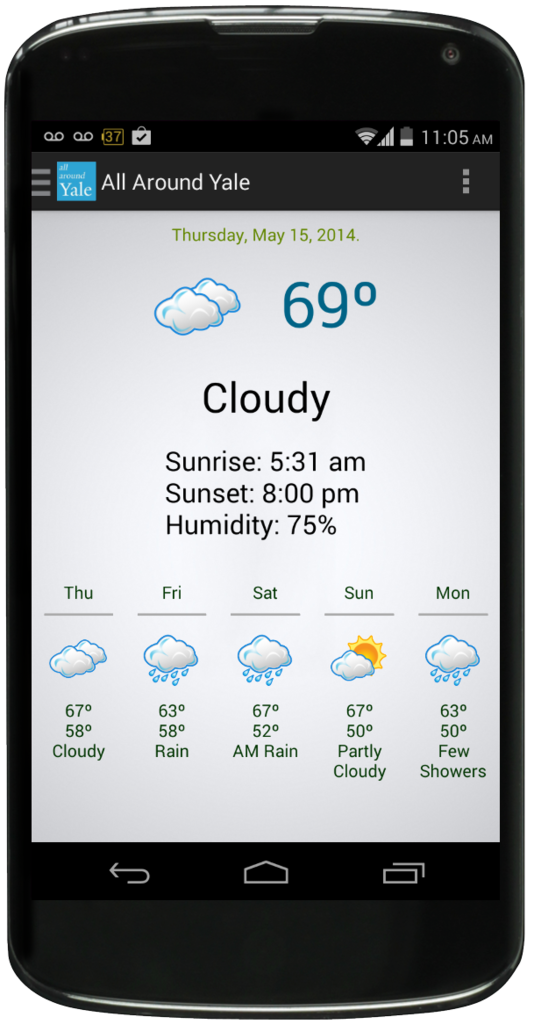 37
11:05 AM
all
around
Yale
All Around Yale
Thursday, May 15, 2014.
69º
Cloudy
Sunrise: 5:31 am
Sunset: 8:00 pm
Humidity: 75%
Thu Fri Sat Sun Mon
67º 63º 67º 67º 63º
58º 58º 52º 50º 50º
Cloudy Rain AM Rain Partly Few
Cloudy Showers